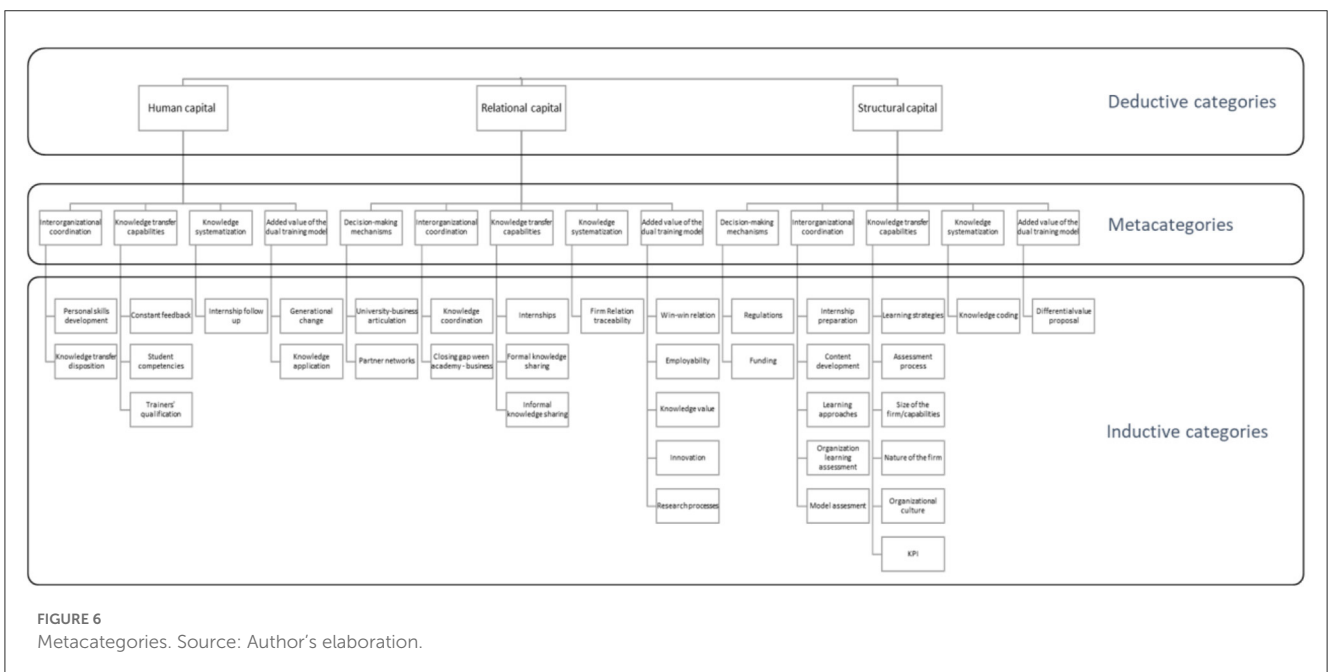 Human capital
Relational capital
Structural capital
Deductive categories
Interorganizational
coordination
Knowledge transfer
capabilities
Knowledge
systematization
Added value of the
dual training model
Decision-making
mechanisms
Interorganizational
coordination
Knowledge transfer
capabilities
Knowledge
systematization
Added value of the
dual training model
Decision-making
mechanisms
Interorganizational
coordination
Knowledge transfer
capabilities
Knowledge
systematization
Added value of the
dual training model
Metacategories
Personal skills
development
Knowledge transfer
disposition
Constant feedback
Student
competencies
Trainers'
qualification
Internship follow
up
Generational
change
Knowledge
application
University-business
articulation
Partner networks
Knowledge
coordination
Closing gap ween
academy - business
Internships
Formal knowledge
sharing
Informal
knowledge sharing
Firm Relation
traceability
Win-win relation
Employability
Knowledge value
Innovation
Research processes
Regulations
Funding
Internship
preparation
Content
development
Learning
approaches
Organization
learning
assessment
Model assesment
Learning strategies
Assessment
process
Size of the
firm/capabilities
Nature of the firm
Organizational
culture
KPI
Knowledge coding
Differential value
proposal
Inductive categories
FIGURE 6
Metacategories. Source: Author's elaboration.